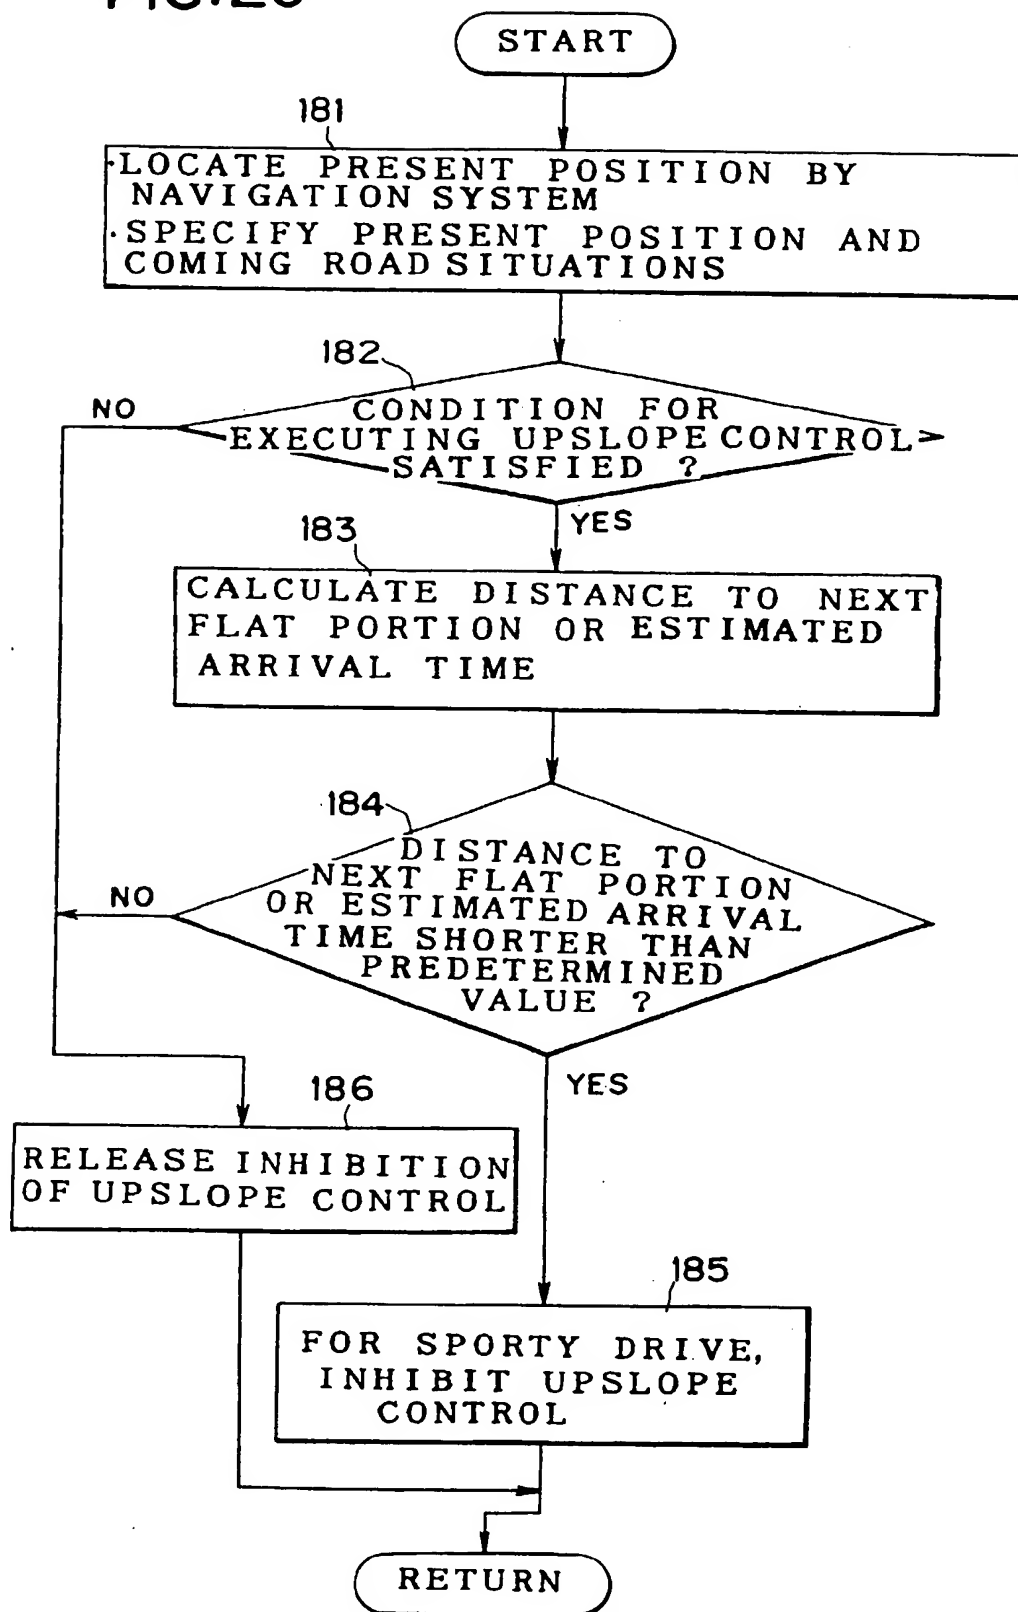 START
181
·LOCATE PRESENT POSITION BY
NAVIGATION SYSTEM
·SPECIFY PRESENT POSITION AND
COMING ROAD SITUATIONS
182
NO
CONDITION FOR
EXECUTING UPSLOPE CONTROL
SATISFIED ?
YES
183
CALCULATE DISTANCE TO NEXT
FLAT PORTION OR ESTIMATED
ARRIVAL TIME
184
NO
DISTANCE TO
NEXT FLAT PORTION
OR ESTIMATED ARRIVAL
TIME SHORTER THAN
PREDETERMINED
VALUE ?
YES
186
RELEASE INHIBITION
OF UPSLOPE CONTROL
185
FOR SPORTY DRIVE,
INHIBIT UPSLOPE
CONTROL
RETURN